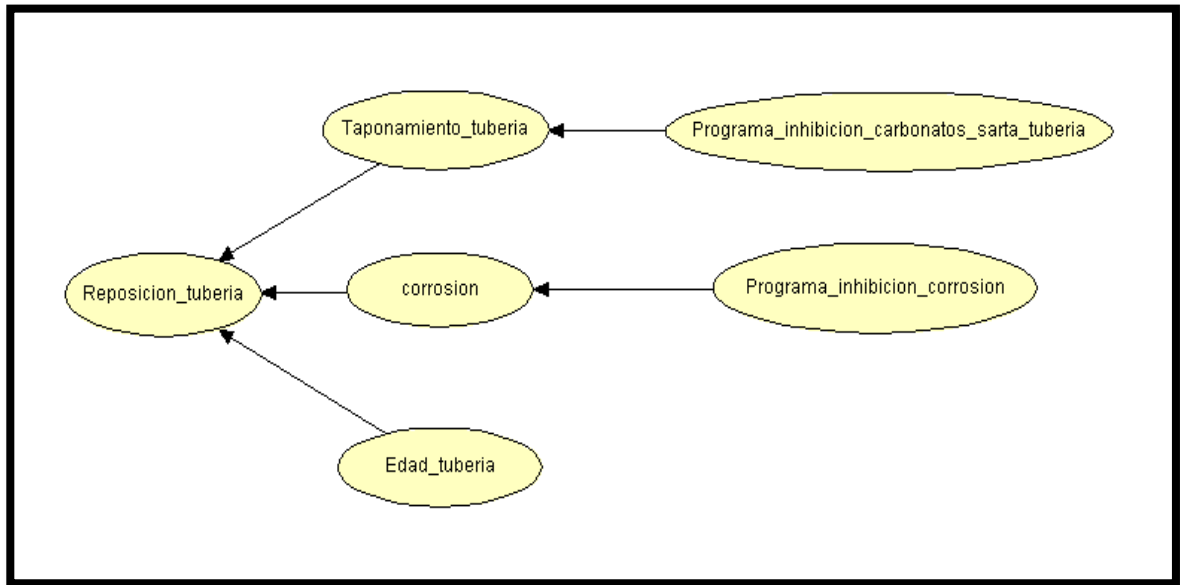 Taponamiento_tuberia
Programa_inhibicion_carbonatos_sarta_tuberia
Reposicion_tuberia
corrosion
Programa_inhibicion_corrosion
Edad_tuberia